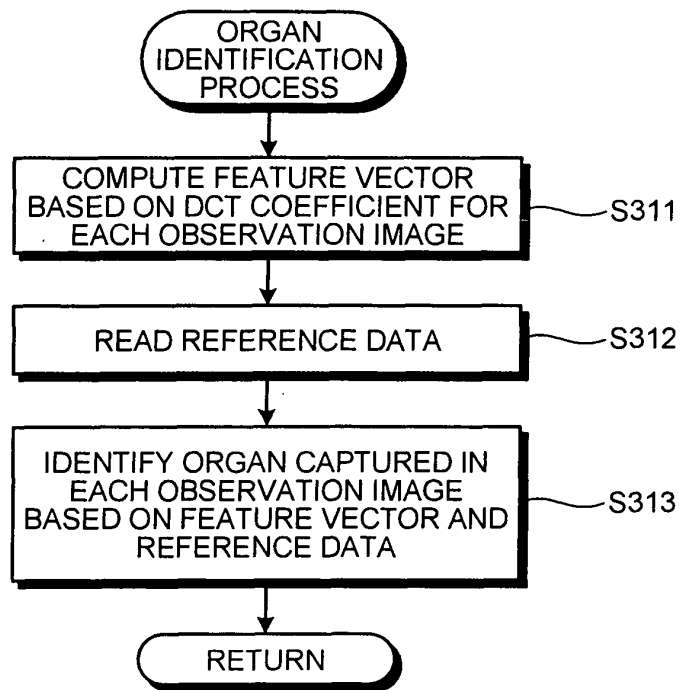 ORGAN
IDENTIFICATION
PROCESS
COMPUTE FEATURE VECTOR
BASED ON DCT COEFFICIENT FOR
EACH OBSERVATION IMAGE
S311
READ REFERENCE DATA
S312
IDENTIFY ORGAN CAPTURED IN
EACH OBSERVATION IMAGE
BASED ON FEATURE VECTOR AND
REFERENCE DATA
S313
RETURN